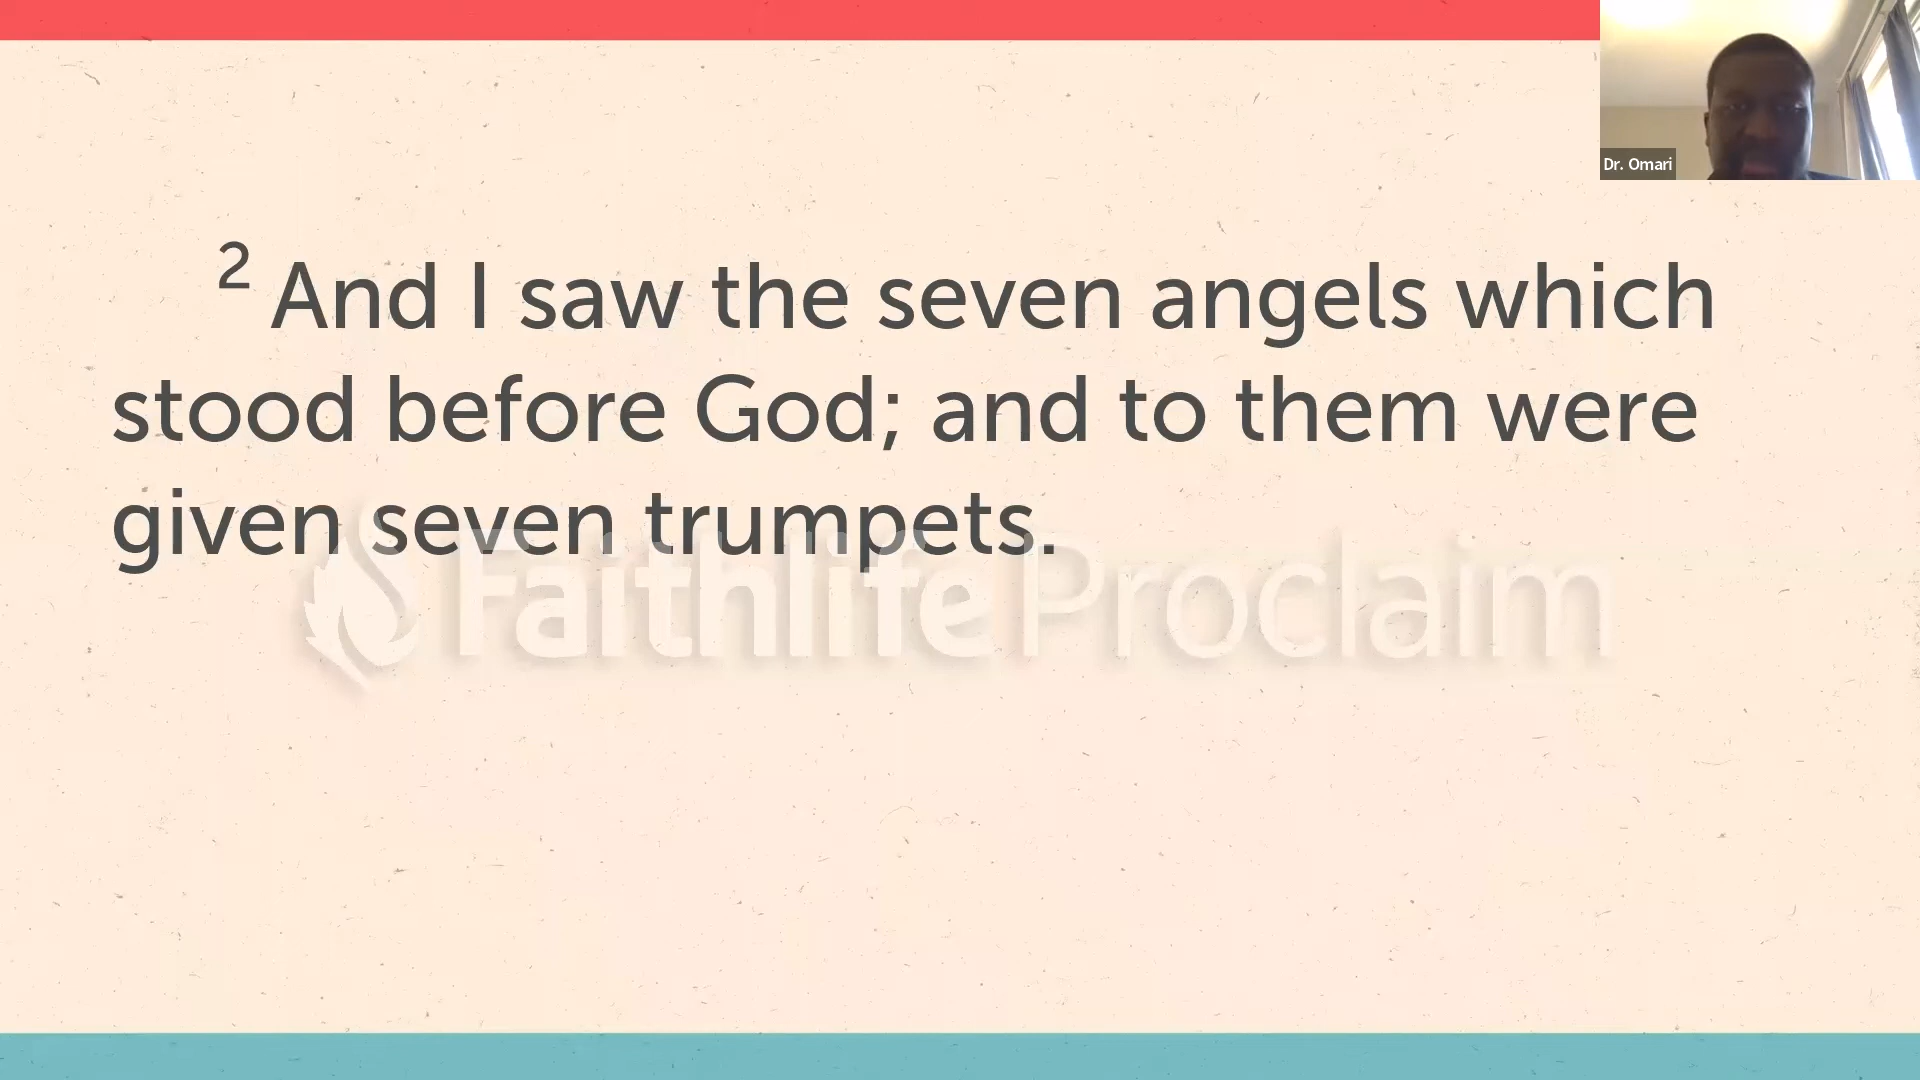 Dr. Omari
2 And I saw the seven angels which
stood before God; and to them were
given seven trumpets.
Faithlife Proclaim